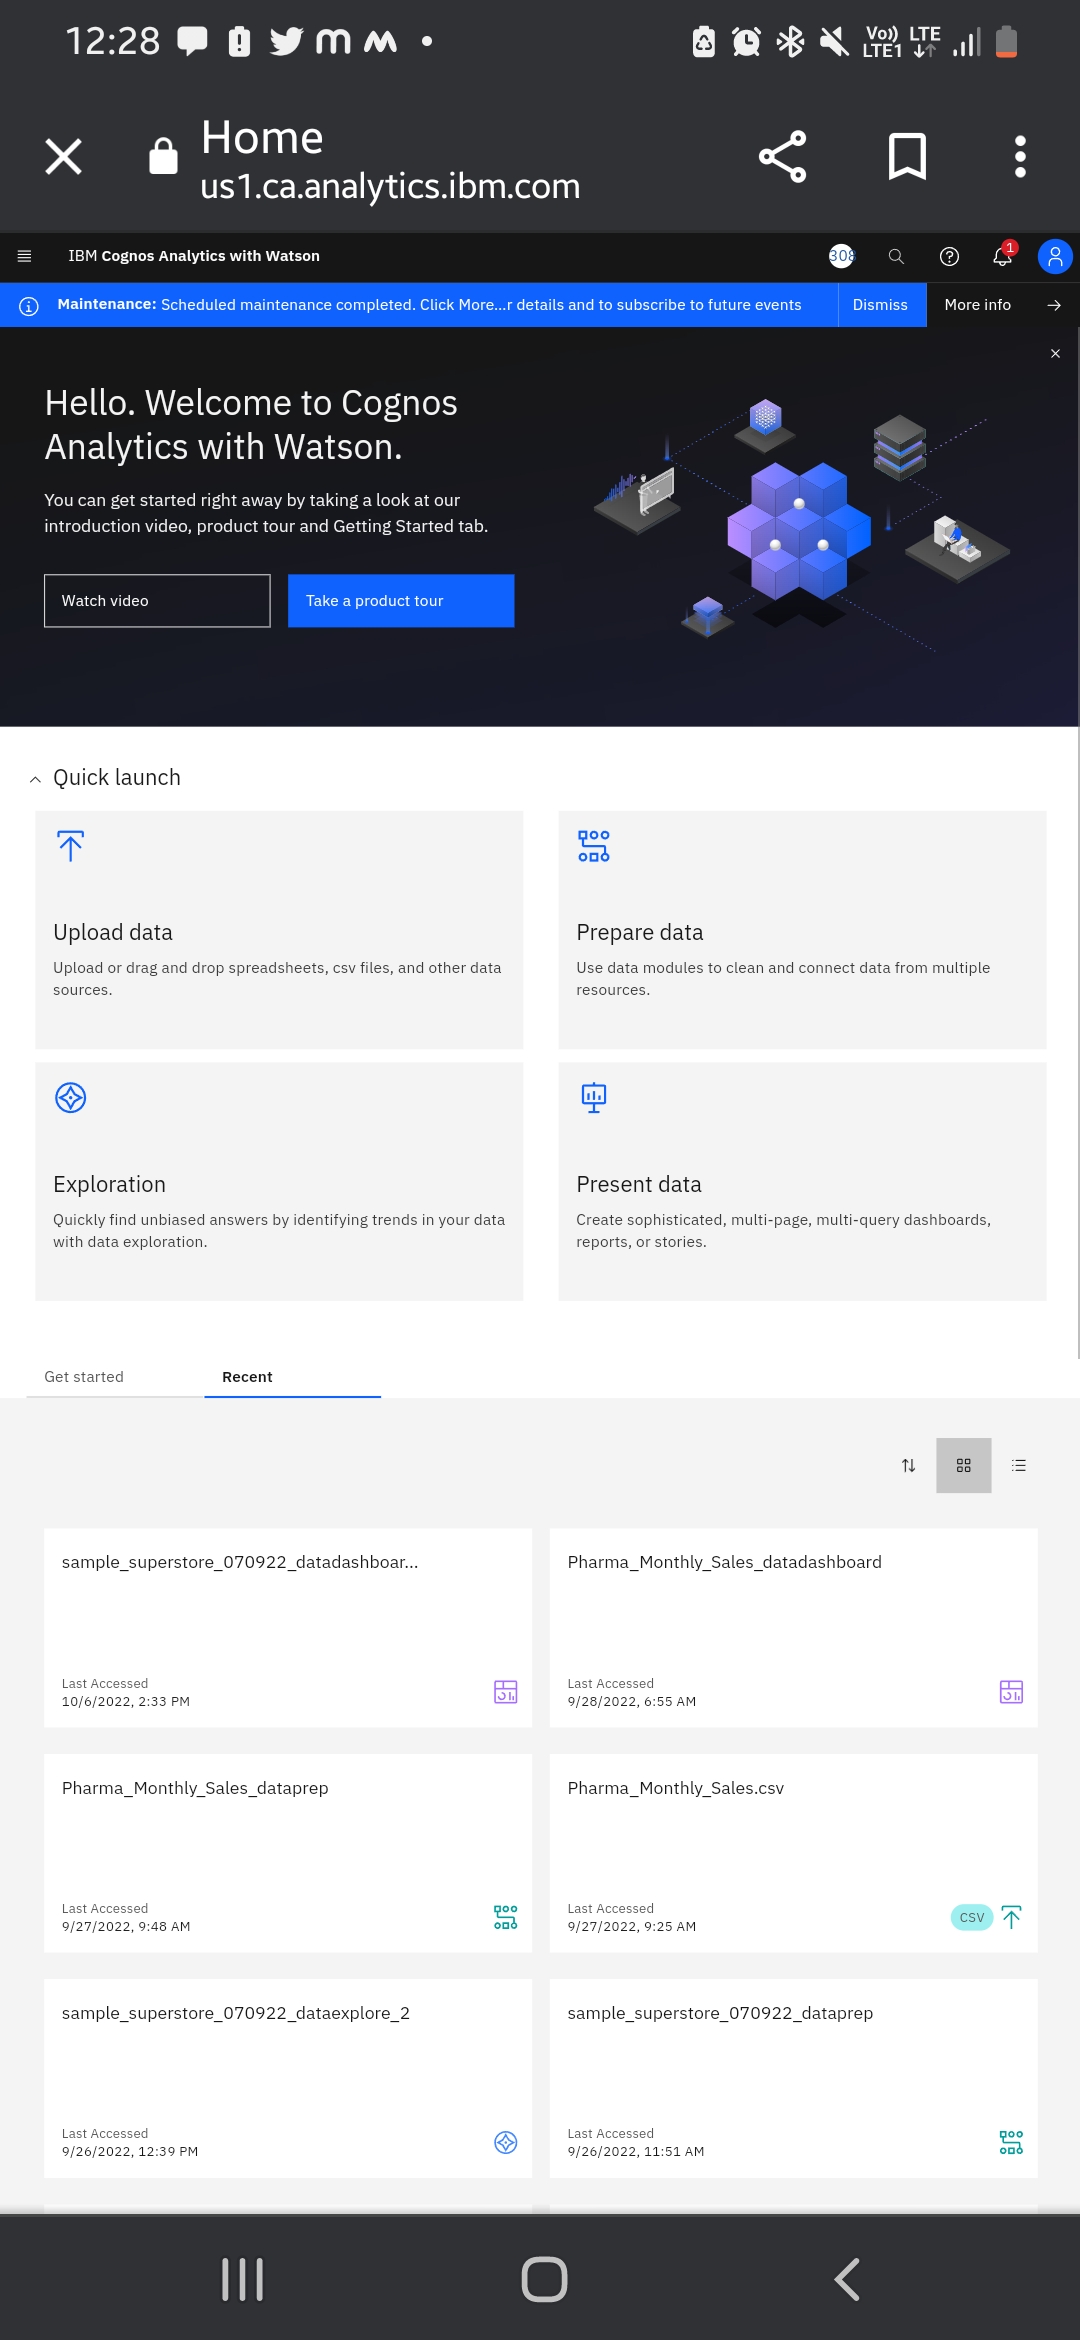 12:28
Vo)) LTE
LTE1
Home
us1.ca.analytics.ibm.com
IBM Cognos Analytics with Watson
308
1
Maintenance: Scheduled maintenance completed. Click More...r details and to subscribe to future events
Dismiss
More info
Hello. Welcome to Cognos
Analytics with Watson.
You can get started right away by taking a look at our
introduction video, product tour and Getting Started tab.
Watch video
Take a product tour
Quick launch
Upload data
Upload or drag and drop spreadsheets, csv files, and other data
sources.
Prepare data
Use data modules to clean and connect data from multiple
resources.
Exploration
Quickly find unbiased answers by identifying trends in your data
with data exploration.
Present data
Create sophisticated, multi-page, multi-query dashboards,
reports, or stories.
Get started
Recent
sample_superstore_070922_datadashboar...
Last Accessed
10/6/2022, 2:33 PM
Pharma_Monthly_Sales_datadashboard
Last Accessed
9/28/2022, 6:55 AM
Pharma_Monthly_Sales_dataprep
Last Accessed
9/27/2022, 9:48 AM
Pharma_Monthly_Sales.csv
Last Accessed
9/27/2022, 9:25 AM
CSV
sample_superstore_070922_dataexplore_2
Last Accessed
9/26/2022, 12:39 PM
sample_superstore_070922_dataprep
Last Accessed
9/26/2022, 11:51 AM